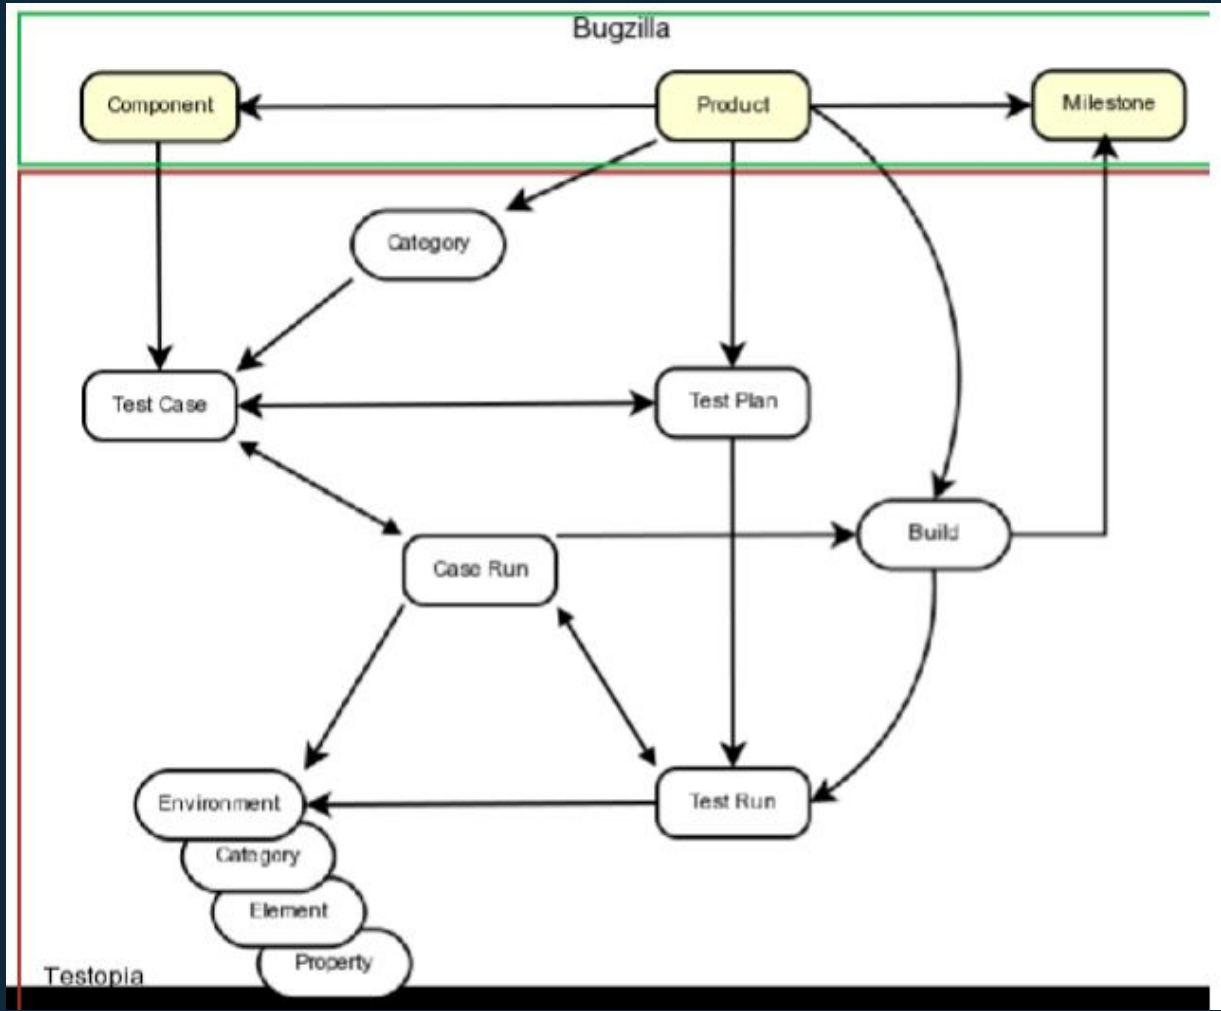 Bugzilla
Component
Product
Milestone
Category
Test Case
Test Plan
Build
Case Run
Environment
Test Run
Category
Element
Property
Testopia